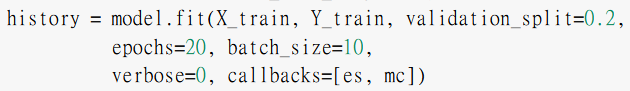 history = model.fit(X_train, Y_train, validation_split=0.2,
epochs=20, batch_size=10,
verbose=0, callbacks=[es, mc])